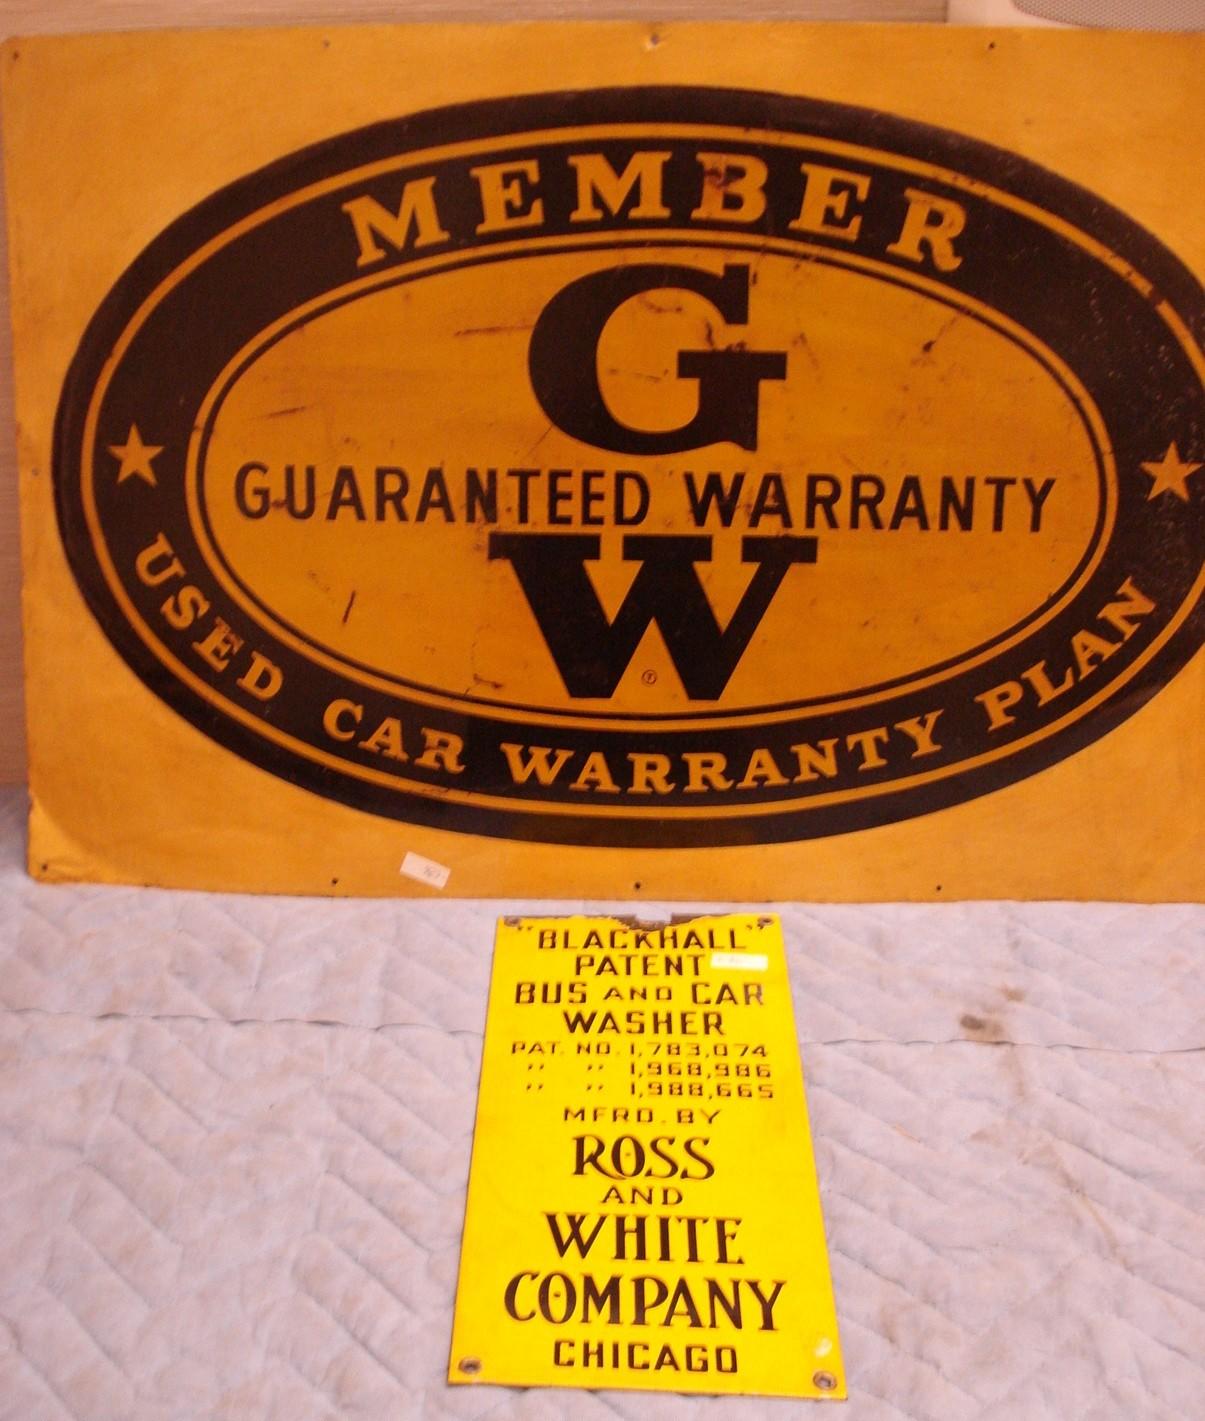 MEMBER
G
GUARANTEED WARRANTY
W
USED CAR WARRANTY PLAN
"BLACKHALL"
PATENT
BUS AND CAR
WASHER
PAT. NO. 1,783,074
" " 1,968,986
" " 1,988,665
MFRD. BY
ROSS
AND
WHITE
COMPANY
CHICAGO